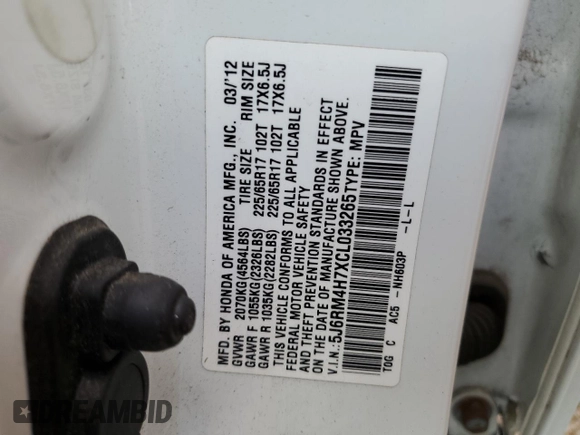 MFD. BY HONDA OF AMERICA MFG., INC. 03/'12
GVWR 2070KG(4564LBS) TIRE SIZE RIM SIZE
GAWR F 1055KG(2326LBS) 225/65R17 102T 17X6.5J
GAWR R 1035KG(2282LBS) 225/65R17 102T 17X6.5J
THIS VEHICLE CONFORMS TO ALL APPLICABLE
FEDERAL MOTOR VEHICLE SAFETY
AND THEFT PREVENTION STANDARDS IN EFFECT
ON THE DATE OF MANUFACTURE SHOWN ABOVE.
V.I.N.: 5J6RM4H7XCL033265 TYPE: MPV
T0G C AC5 -NH603P -L-L
DREAMBID